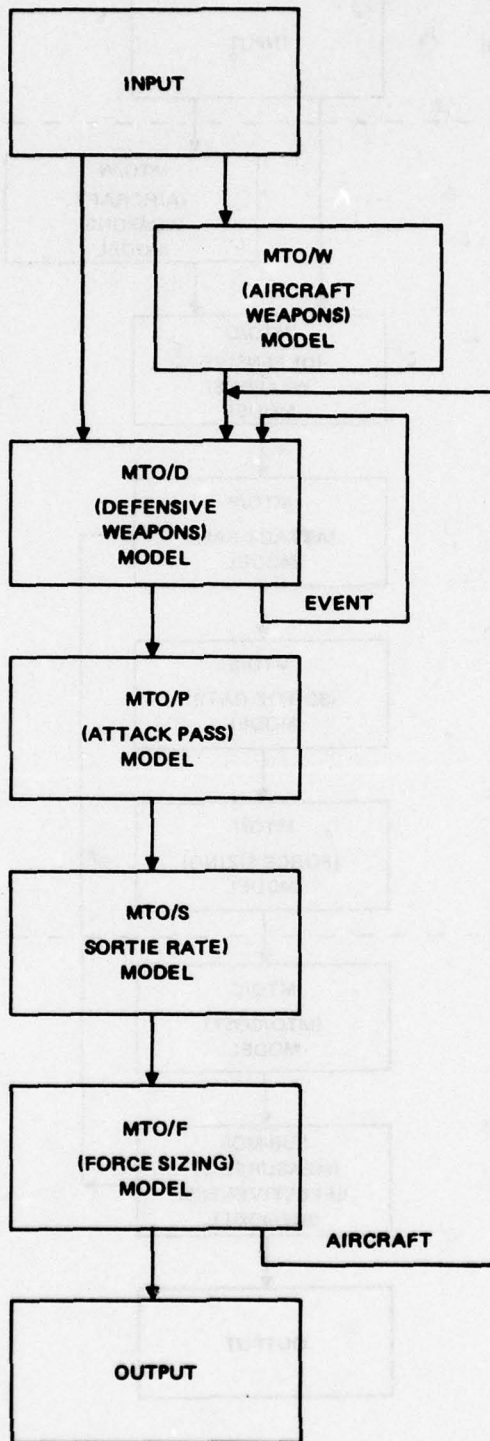 INPUT
MTO/W
(AIRCRAFT
WEAPONS)
MODEL
MTO/D
(DEFENSIVE
WEAPONS)
MODEL
EVENT
MTO/P
(ATTACK PASS)
MODEL
MTO/S
SORTIE RATE)
MODEL
MTO/F
(FORCE SIZING)
MODEL
AIRCRAFT
OUTPUT